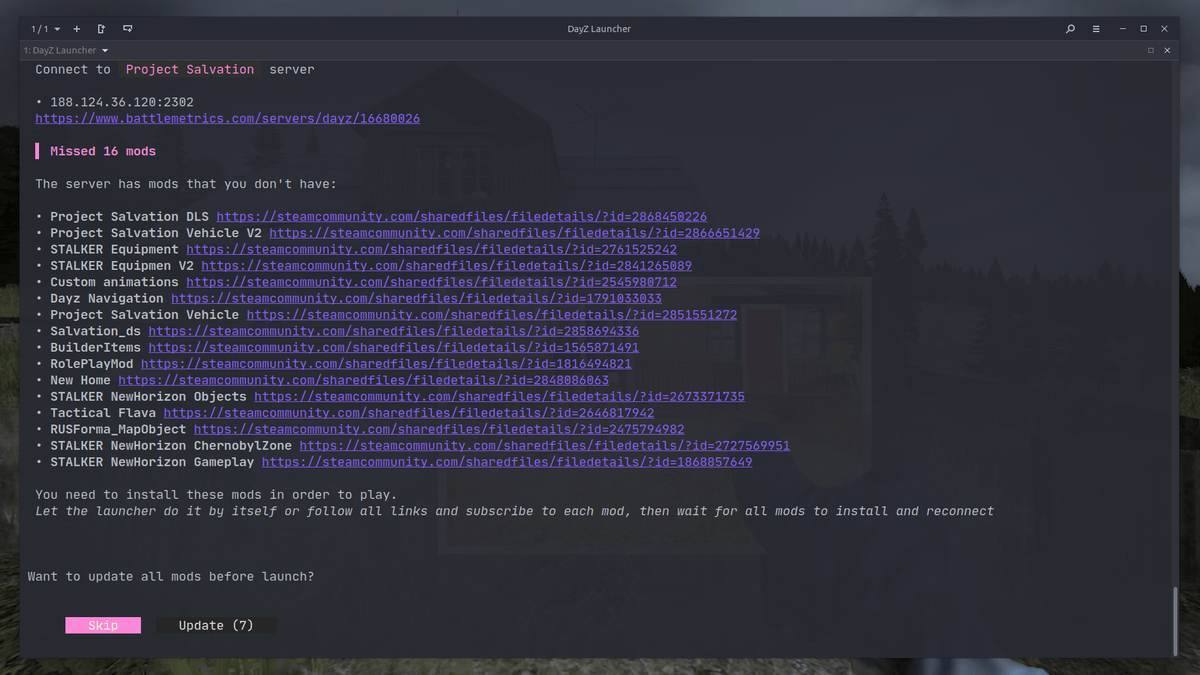 1 / 1
DayZ Launcher
1: DayZ Launcher
Connect to Project Salvation server
• 188.124.36.120:2302
https://www.battlemetrics.com/servers/dayz/16680026
Missed 16 mods
The server has mods that you don't have:
• Project Salvation DLS https://steamcommunity.com/sharedfiles/filedetails/?id=2868450226
• Project Salvation Vehicle V2 https://steamcommunity.com/sharedfiles/filedetails/?id=2866651429
• STALKER Equipment https://steamcommunity.com/sharedfiles/filedetails/?id=2761525242
• STALKER Equipmen V2 https://steamcommunity.com/sharedfiles/filedetails/?id=2841265089
• Custom animations https://steamcommunity.com/sharedfiles/filedetails/?id=2545980712
• Dayz Navigation https://steamcommunity.com/sharedfiles/filedetails/?id=1791033033
• Project Salvation Vehicle https://steamcommunity.com/sharedfiles/filedetails/?id=2851551272
• Salvation_ds https://steamcommunity.com/sharedfiles/filedetails/?id=2858694336
• BuilderItems https://steamcommunity.com/sharedfiles/filedetails/?id=1565871491
• RolePlayMod https://steamcommunity.com/sharedfiles/filedetails/?id=1816494821
• New Home https://steamcommunity.com/sharedfiles/filedetails/?id=2848086063
• STALKER NewHorizon Objects https://steamcommunity.com/sharedfiles/filedetails/?id=2673371735
• Tactical Flava https://steamcommunity.com/sharedfiles/filedetails/?id=2646817942
• RUSForma_MapObject https://steamcommunity.com/sharedfiles/filedetails/?id=2475794982
• STALKER NewHorizon ChernobylZone https://steamcommunity.com/sharedfiles/filedetails/?id=2727569951
• STALKER NewHorizon Gameplay https://steamcommunity.com/sharedfiles/filedetails/?id=1868857649
You need to install these mods in order to play.
Let the launcher do it by itself or follow all links and subscribe to each mod, then wait for all mods to install and reconnect
Want to update all mods before launch?
Skip Update (7)